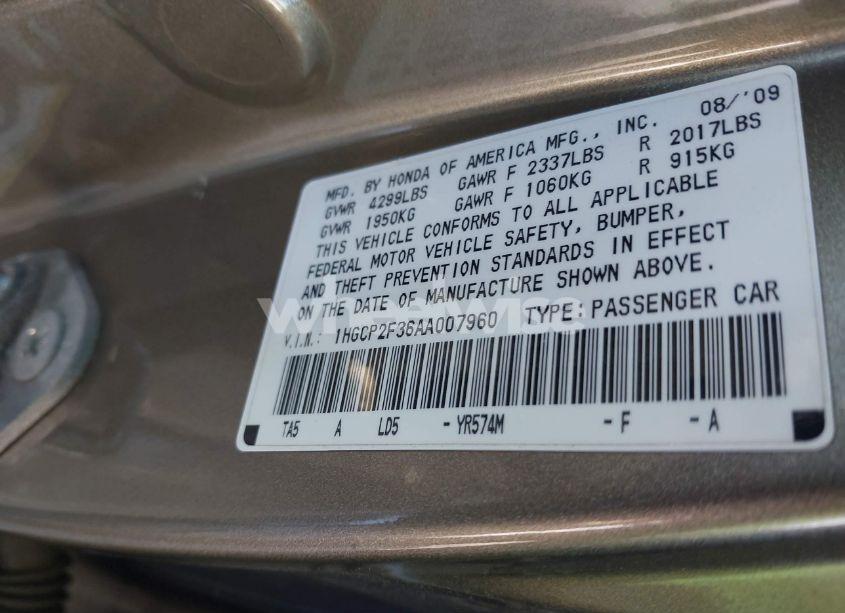 MFD. BY HONDA OF AMERICA MFG., INC. 08/'09
GVWR 4299LBS GAWR F 2337LBS R 2017LBS
GVWR 1950KG GAWR F 1060KG R 915KG
THIS VEHICLE CONFORMS TO ALL APPLICABLE
FEDERAL MOTOR VEHICLE SAFETY, BUMPER,
AND THEFT PREVENTION STANDARDS IN EFFECT
ON THE DATE OF MANUFACTURE SHOWN ABOVE.
V.I.N.: 1HGCP2F36AA007960 TYPE: PASSENGER CAR
wheelwise
TA5 A LD5 -YR574M -F -A